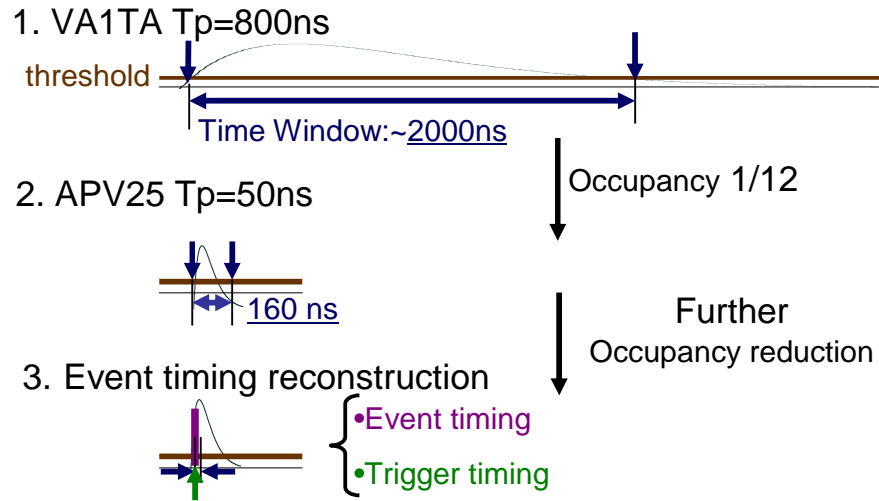 1. VA1TA Tp=800ns
threshold
Time Window:~2000ns
Occupancy 1/12
2. APV25 Tp=50ns
160 ns
Further
Occupancy reduction
3. Event timing reconstruction
•Event timing
•Trigger timing